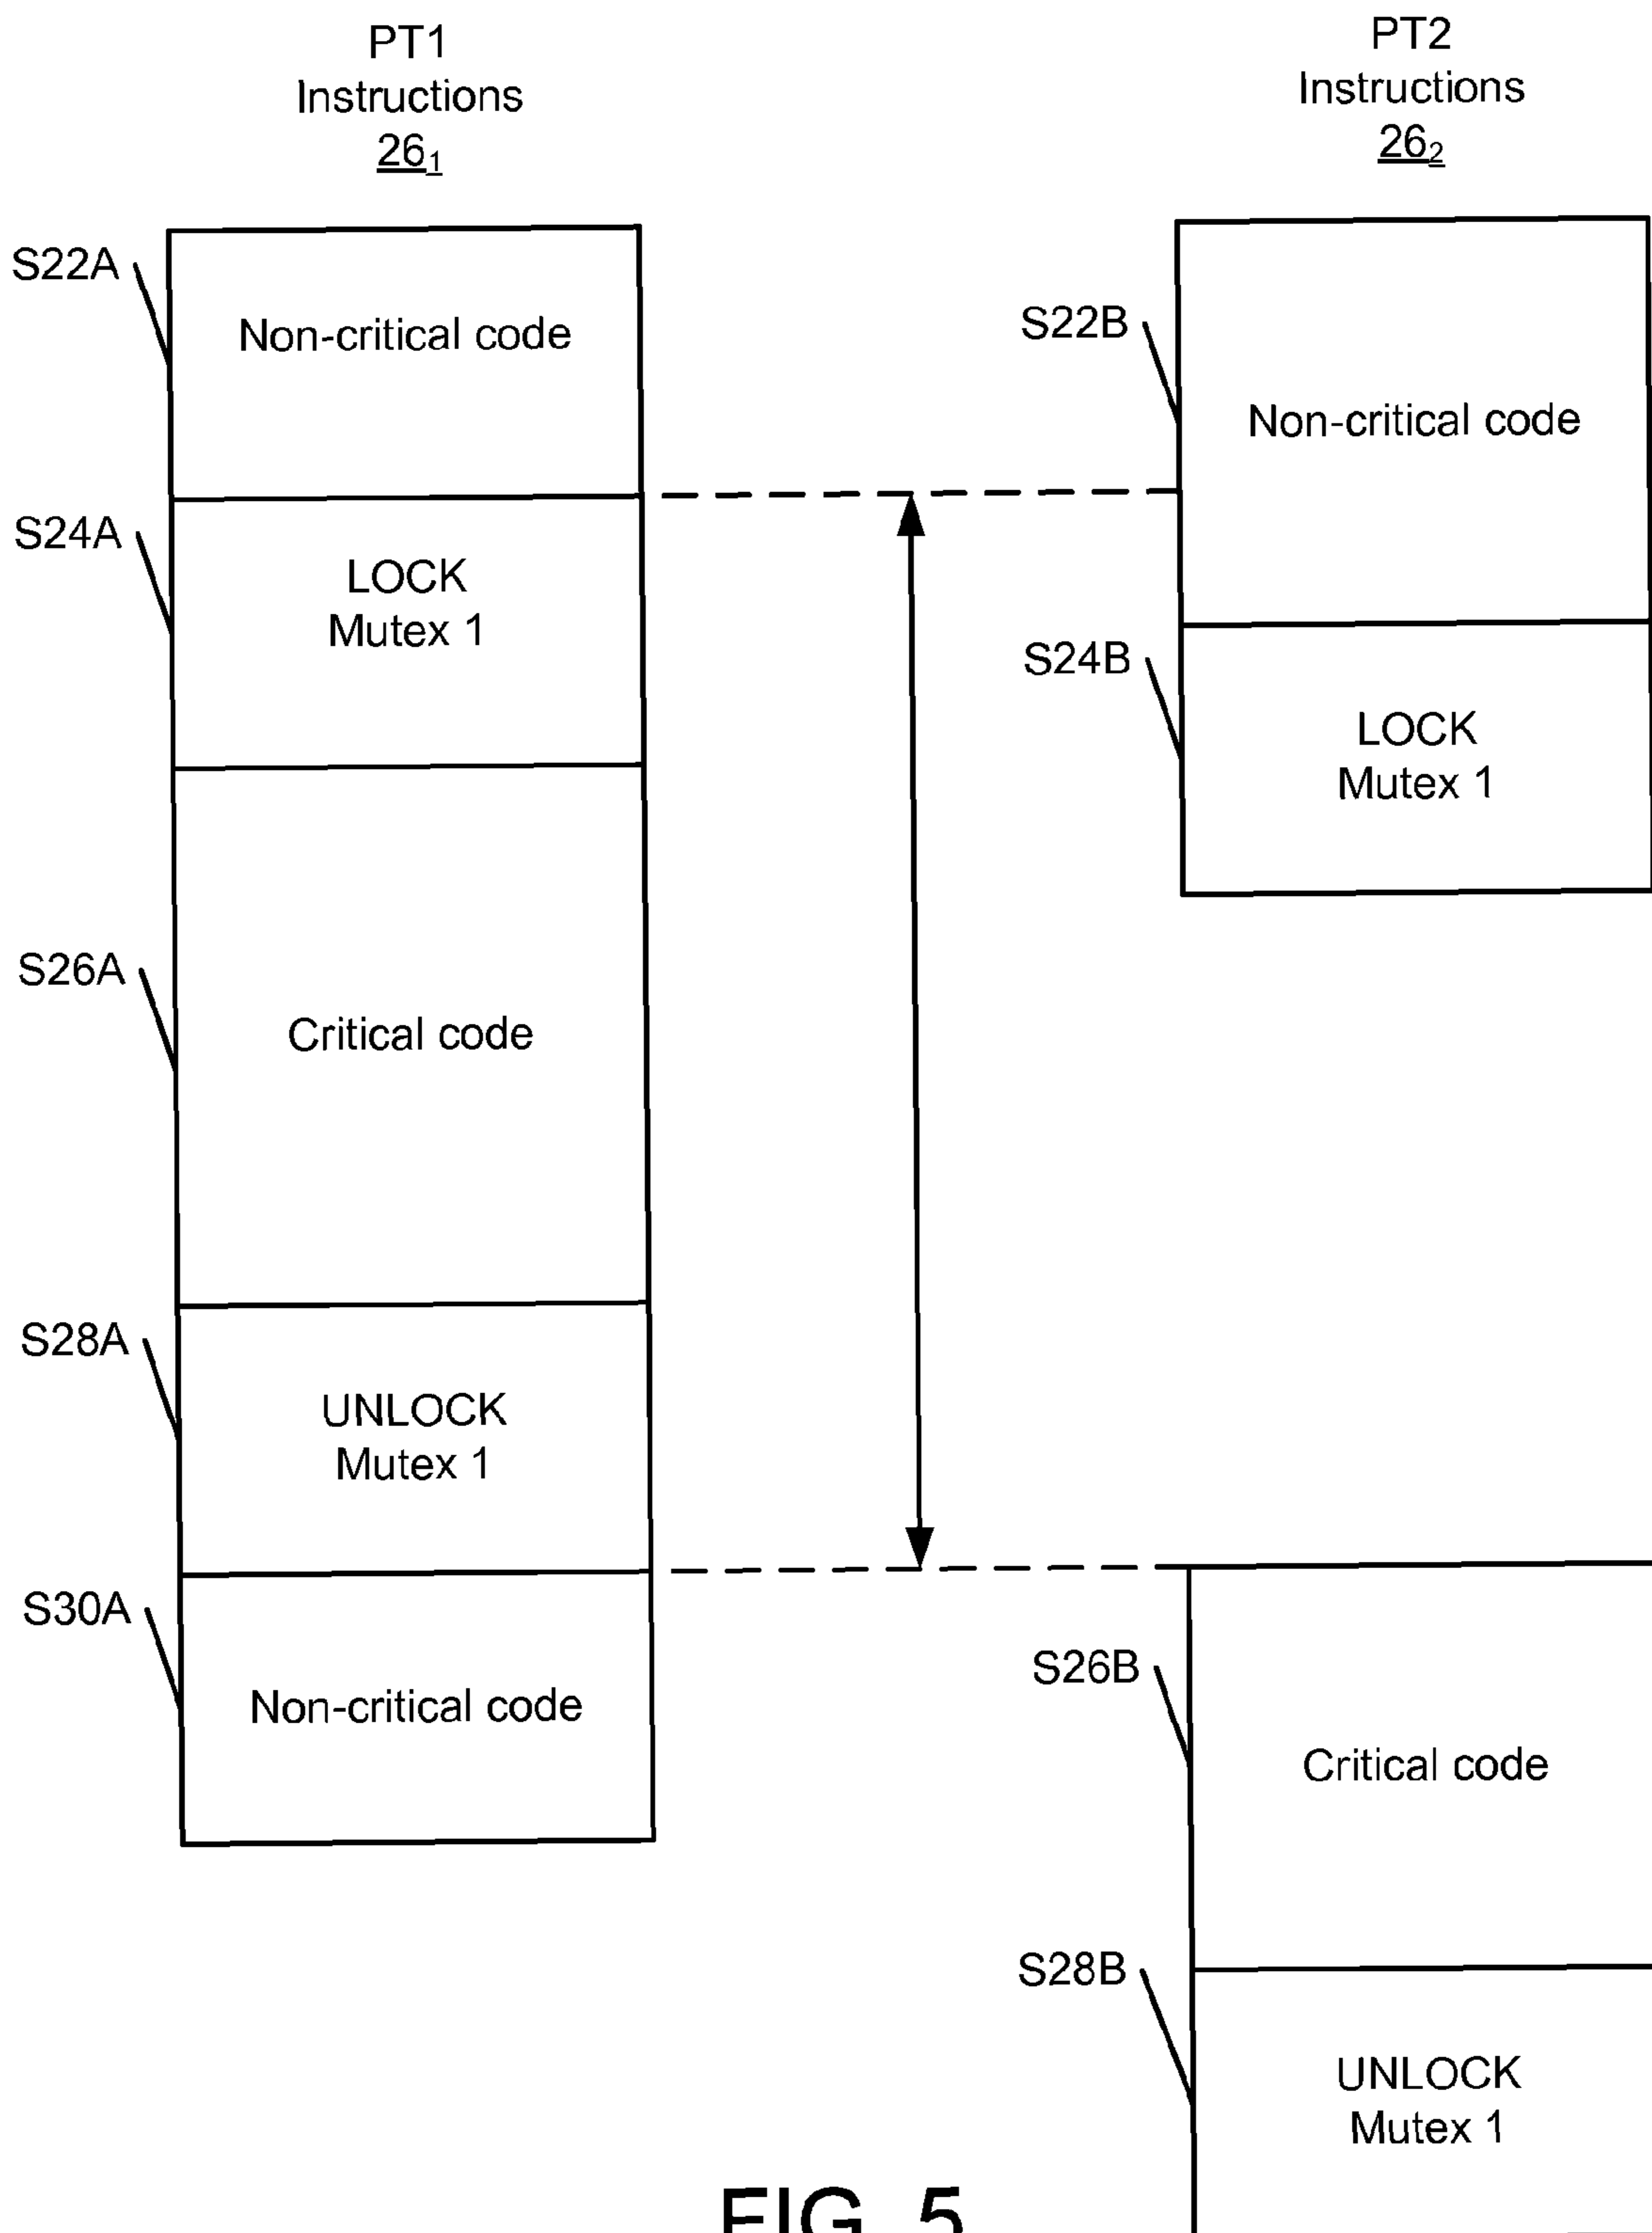 PT1
Instructions
26₁
S22A
Non-critical code
S24A
LOCK
Mutex 1
S26A
Critical code
S28A
UNLOCK
Mutex 1
S30A
Non-critical code
PT2
Instructions
26₂
S22B
Non-critical code
S24B
LOCK
Mutex 1
S26B
Critical code
S28B
UNLOCK
Mutex 1
FIG. 5